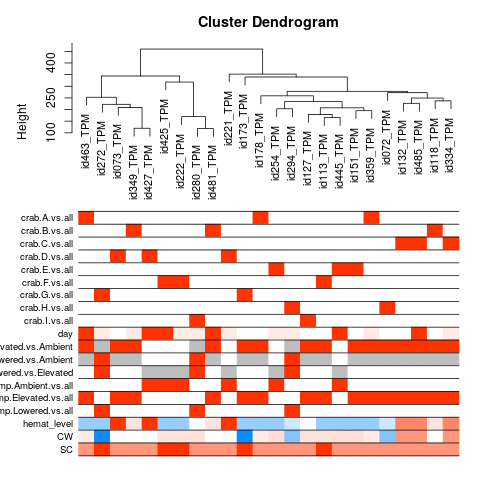 Cluster Dendrogram
Height
100
250
400
id463_TPM
id272_TPM
id073_TPM
id349_TPM
id427_TPM
id425_TPM
id222_TPM
id280_TPM
id481_TPM
id221_TPM
id173_TPM
id178_TPM
id254_TPM
id294_TPM
id127_TPM
id113_TPM
id445_TPM
id151_TPM
id359_TPM
id072_TPM
id132_TPM
id485_TPM
id118_TPM
id334_TPM
crab.A.vs.all
crab.B.vs.all
crab.C.vs.all
crab.D.vs.all
crab.E.vs.all
crab.F.vs.all
crab.G.vs.all
crab.H.vs.all
crab.I.vs.all
day
evated.vs.Ambient
wered.vs.Ambient
wered.vs.Elevated
mp.Ambient.vs.all
mp.Elevated.vs.all
mp.Lowered.vs.all
hemat_level
CW
SC